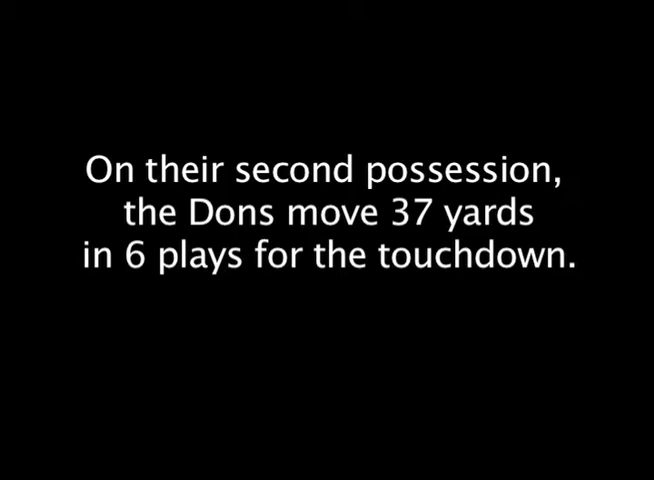 On their second possession,
the Dons move 37 yards
in 6 plays for the touchdown.